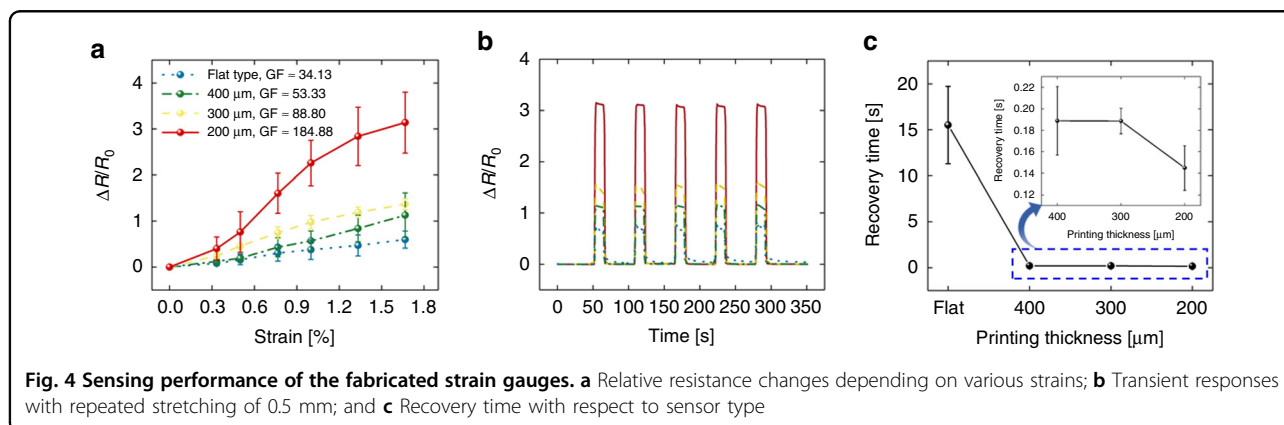 a
ΔR/R0
4
3
2
1
0
Flat type, GF = 34.13
400 μm, GF = 53.33
300 μm, GF = 88.80
200 μm, GF = 184.88
0.0 0.3 0.6 0.9 1.2 1.5 1.8
Strain [%]
b
ΔR/R0
4
3
2
1
0
0 50 100 150 200 250 300 350
Time [s]
c
Recovery time [s]
20
15
10
5
0
Flat 400 300 200
Printing thickness [μm]
Recovery time [s]
0.22
0.20
0.18
0.16
0.14
0.12
400 300 200
Printing thickness [μm]
Fig. 4 Sensing performance of the fabricated strain gauges. a Relative resistance changes depending on various strains; b Transient responses
with repeated stretching of 0.5 mm; and c Recovery time with respect to sensor type